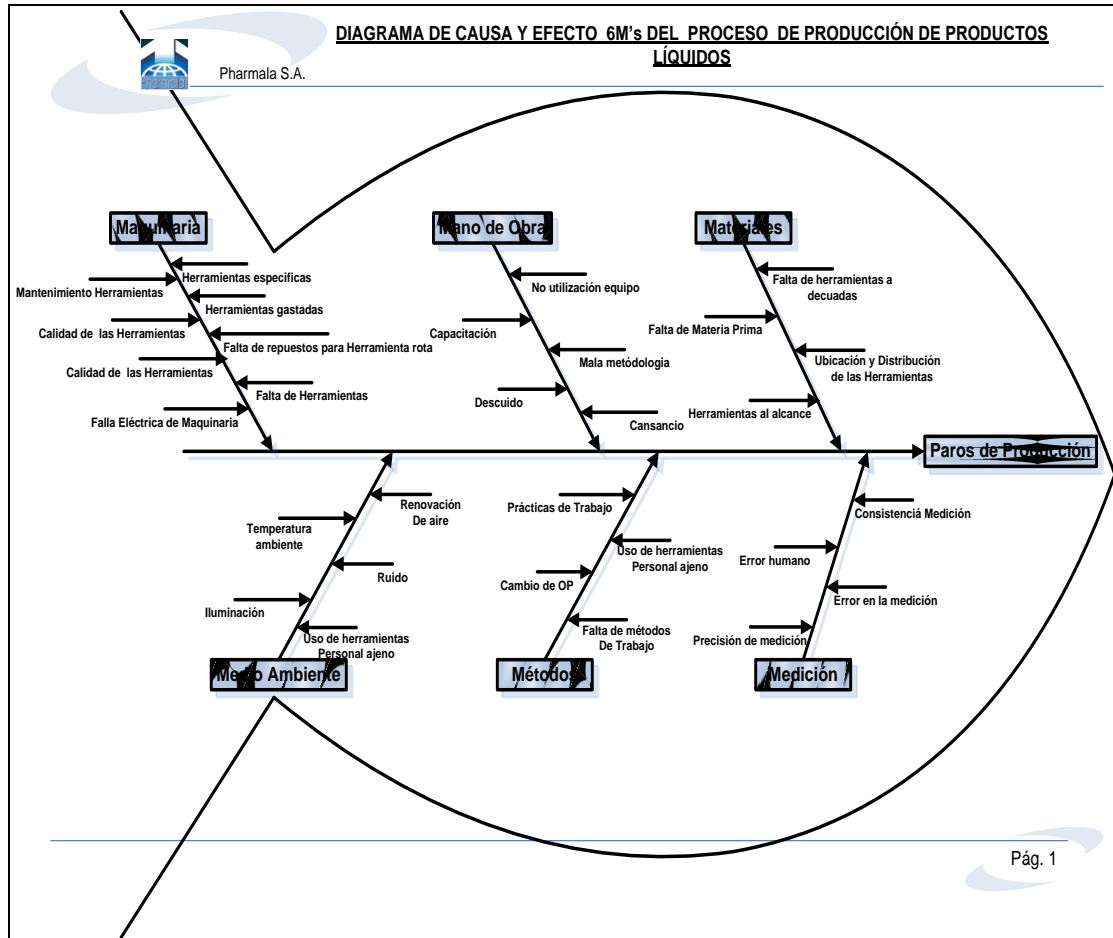 DIAGRAMA DE CAUSA Y EFECTO 6M's DEL PROCESO DE PRODUCCIÓN DE PRODUCTOS
LÍQUIDOS
Pharmala S.A.
Maquinaria
Mano de Obra
Materiales
Herramientas específicas
Mantenimiento Herramientas
Herramientas gastadas
Calidad de las Herramientas
Falta de repuestos para Herramienta rota
Calidad de las Herramientas
Falta de Herramientas
Falla Eléctrica de Maquinaria
No utilización equipo
Capacitación
Mala metódologia
Descuido
Cansancio
Falta de herramientas a
decuadas
Falta de Materia Prima
Ubicación y Distribución
de las Herramientas
Herramientas al alcance
Paros de Producción
Renovación
De aire
Temperatura
ambiente
Ruido
Iluminación
Uso de herramientas
Personal ajeno
Medio Ambiente
Prácticas de Trabajo
Uso de herramientas
Personal ajeno
Cambio de OP
Falta de métodos
De Trabajo
Métodos
Consistenciá Medición
Error humano
Error en la medición
Precisión de medición
Medición
Pág. 1